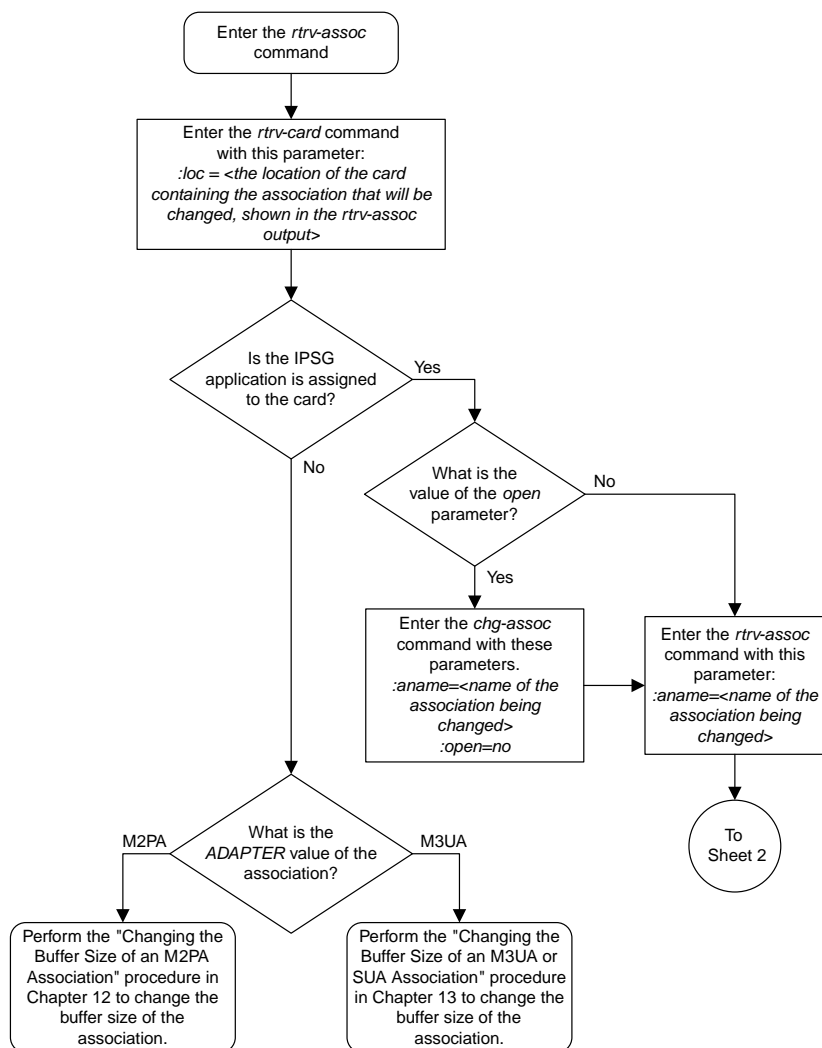 Enter the rtrv-assoc
command
Enter the rtrv-card command
with this parameter:
:loc = <the location of the card
containing the association that will be
changed, shown in the rtrv-assoc
output>
Is the IPSG
application is assigned
to the card?
Yes
No
What is the
value of the open
parameter?
No
Yes
Enter the chg-assoc
command with these
parameters.
:aname=<name of the
association being
changed>
:open=no
Enter the rtrv-assoc
command with this
parameter:
:aname=<name of the
association being
changed>
To
Sheet 2
What is the
ADAPTER value of the
association?
M2PA
M3UA
Perform the "Changing the
Buffer Size of an M2PA
Association" procedure in
Chapter 12 to change the
buffer size of the
association.
Perform the "Changing the
Buffer Size of an M3UA or
SUA Association" procedure
in Chapter 13 to change the
buffer size of the
association.